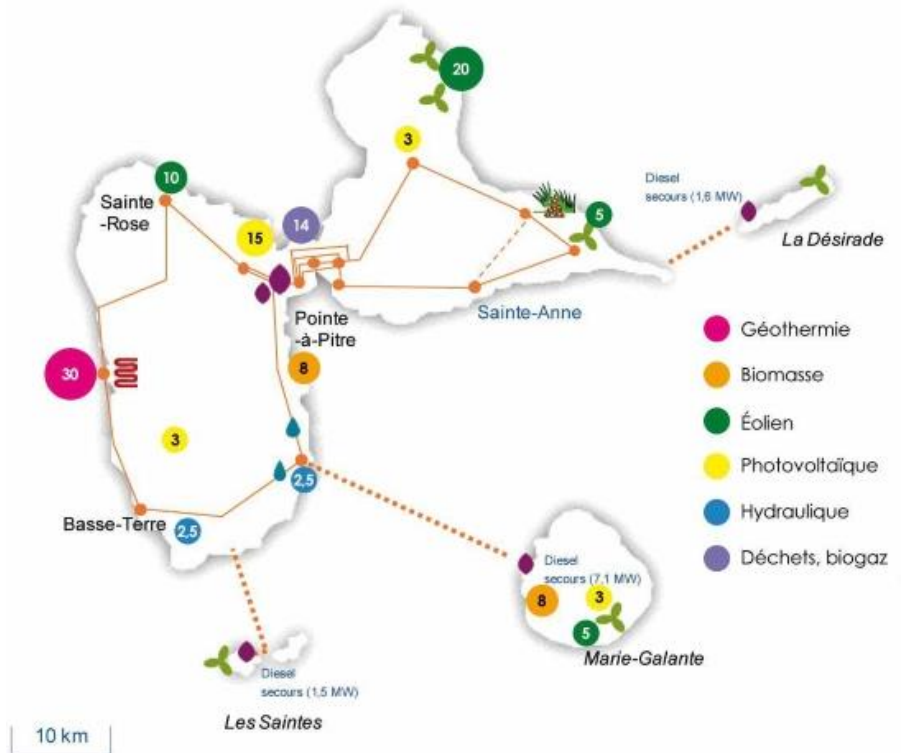 20
3
10
Sainte
-Rose
15
14
5
Diesel
secours (1,6 MW)
La Désirade
Sainte-Anne
Pointe
-à-Pitre
8
30
3
2,5
Basse-Terre
2,5
Géothermie
Biomasse
Éolien
Photovoltaïque
Hydraulique
Déchets, biogaz
Diesel
secours (7,1 MW)
8
3
5
Marie-Galante
Diesel
secours (1,5 MW)
Les Saintes
10 km